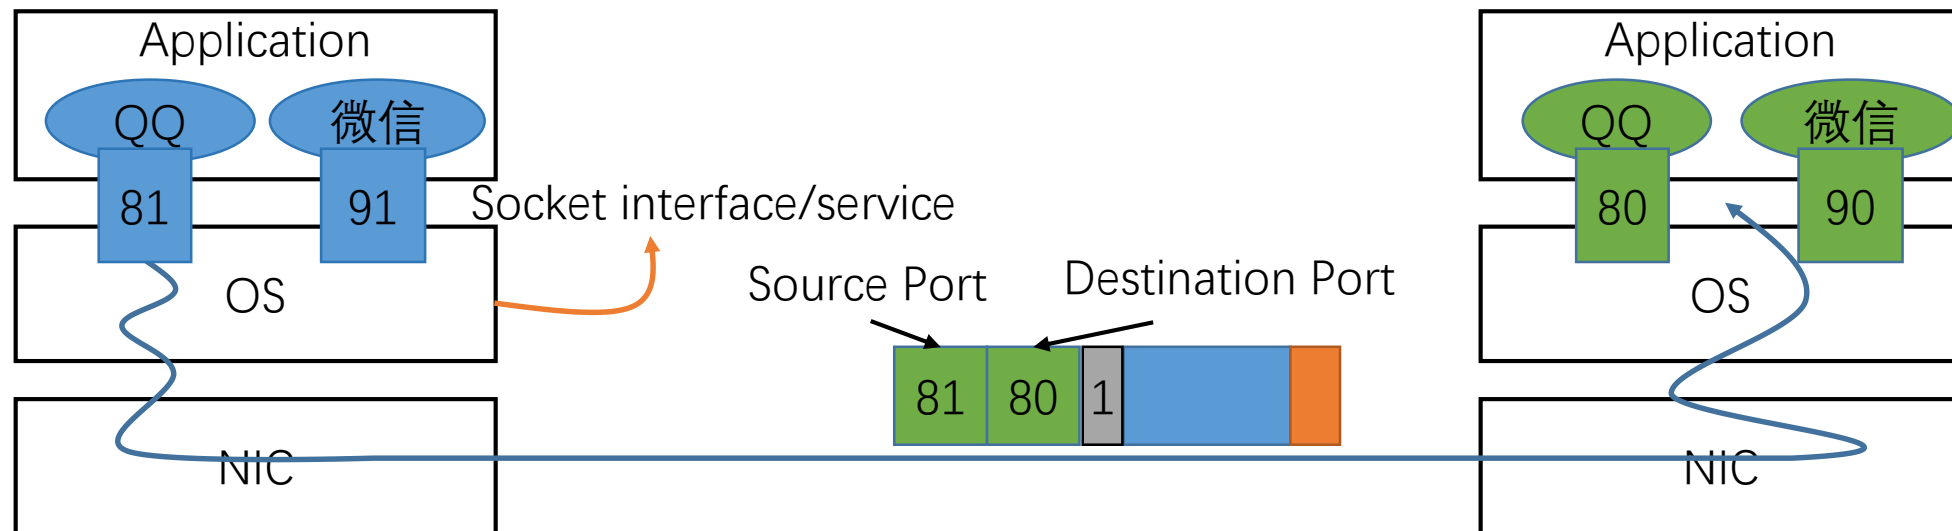 Application
QQ 微信
81 91
Socket interface/service
OS
NIC
Source Port
Destination Port
81 80 1
Application
QQ 微信
80 90
OS
NIC